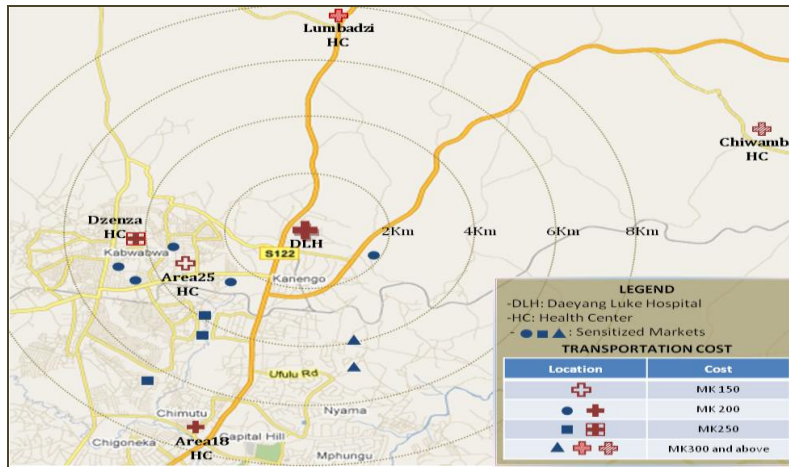 Lumbadzi
HC
Chiwamb
HC
Dzenza
HC
Kabwabwa
DLH
2Km
4Km
6Km
8Km
S122
Area25
HC
Kanengo
Ufulu Rd
Nyama
Chimutu
Chigoneka
Area18
HC
Capital Hill
Mphungu
LEGEND
-DLH: Daeyang Luke Hospital
-HC: Health Center
- : Sensitized Markets
TRANSPORTATION COST
Location Cost
MK 150
MK 200
MK250
MK300 and above